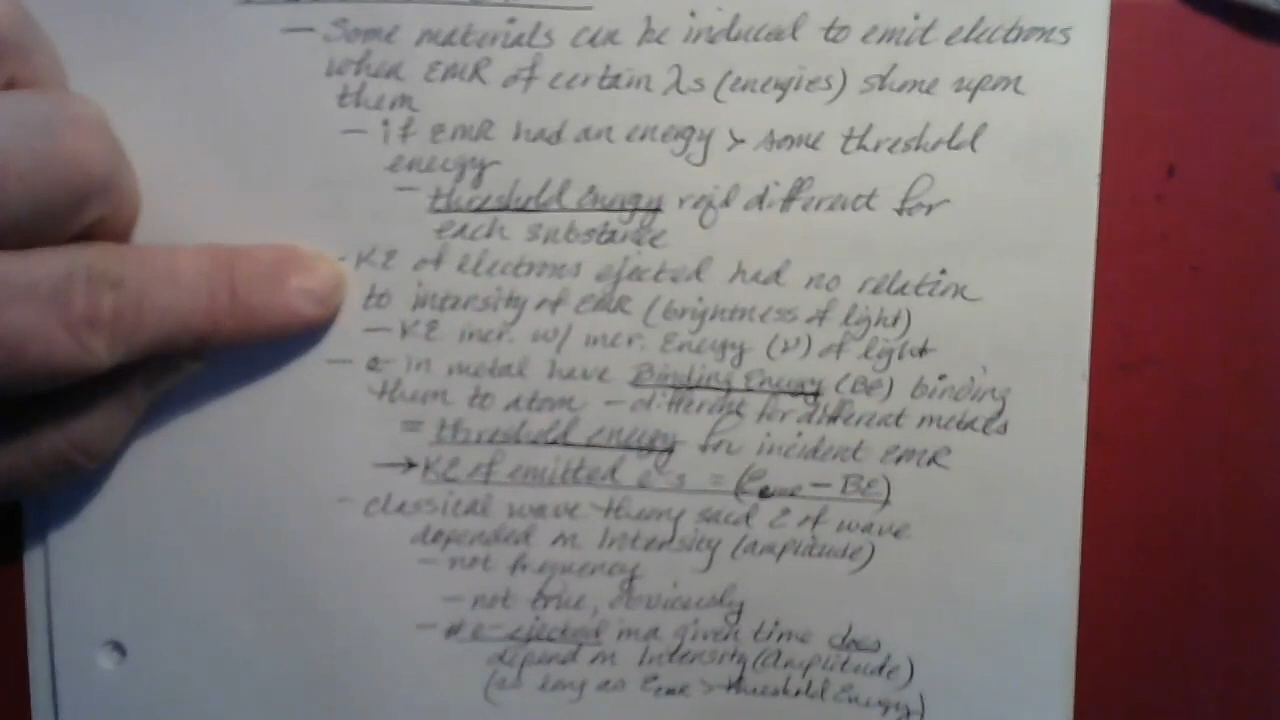 — Some materials can be induced to emit electrons
when EMR of certain λs (energies) shone upon
them
— if EMR had an energy > some threshold
energy
— threshold Energy req'd different for
each substance
- KE of electrons ejected had no relation
to intensity of EMR (brightness of light)
— KE incr. w/ incr. Energy (ν) of light
— e- in metal have Binding Energy (BE) binding
them to atom — different for different metals
= threshold energy for incident EMR
→ KE of emitted e-s = (E_EMR — BE)
- classical wave theory said E of wave
depended on Intensity (amplitude)
— not frequency
— not true, obviously
— # e- ejected in a given time does
depend on Intensity (Amplitude)
(as long as E_EMR > threshold Energy)